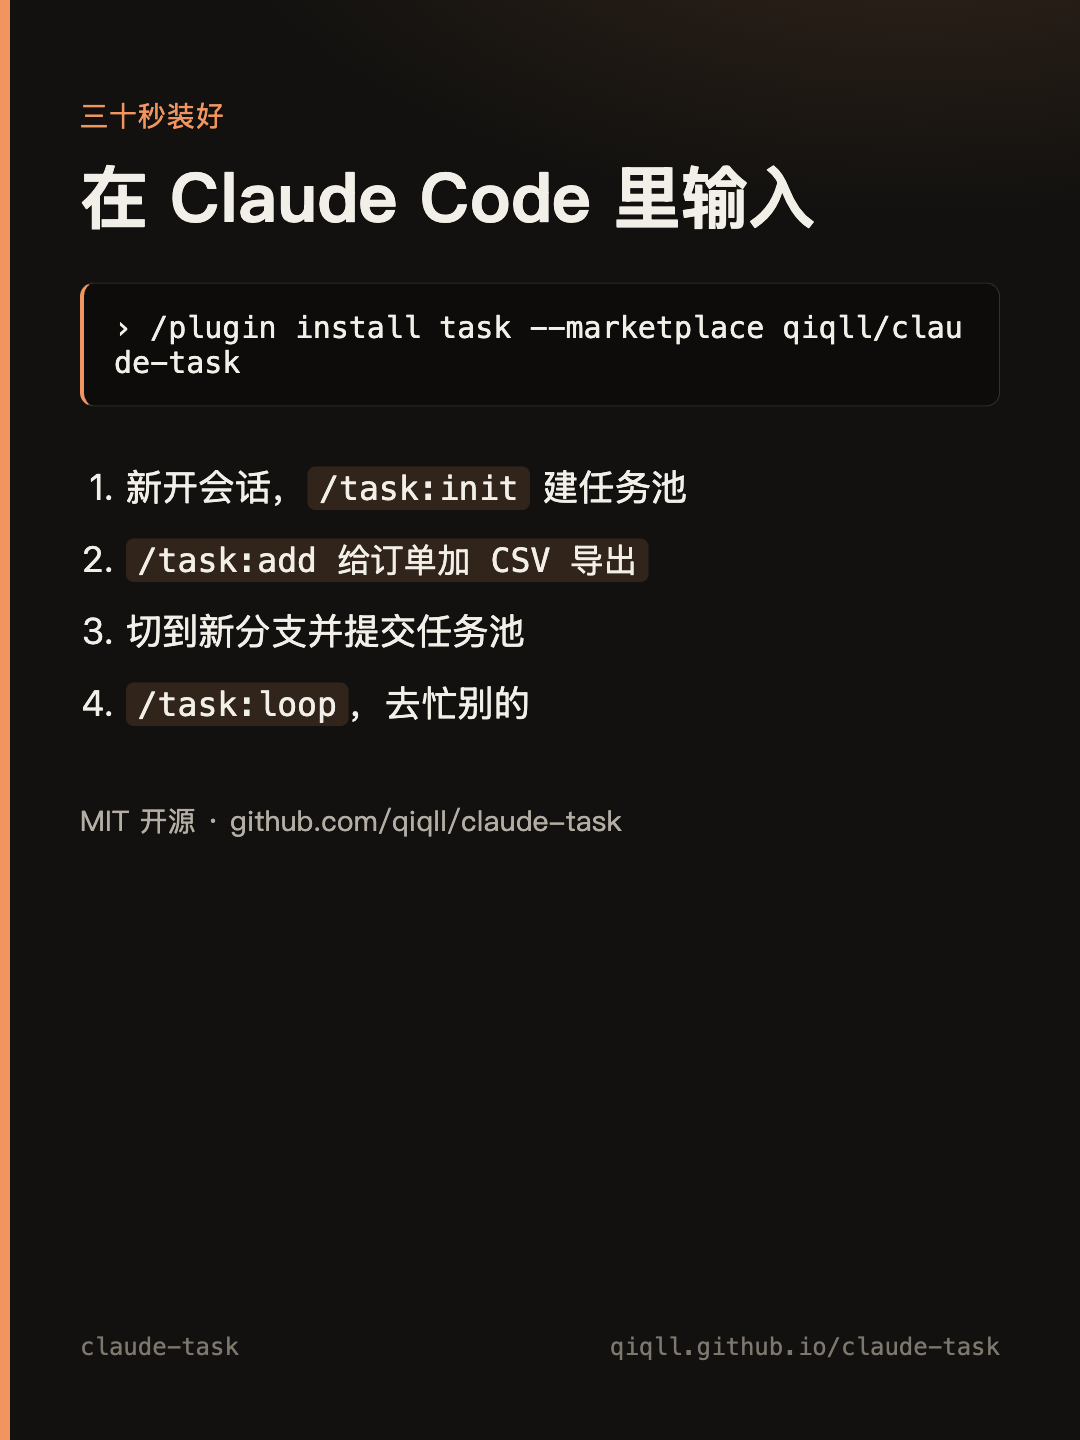 三十秒装好
在 Claude Code 里输入
› /plugin install task --marketplace qiqll/clau
de-task
1. 新开会话， /task:init 建任务池
2. /task:add 给订单加 CSV 导出
3. 切到新分支并提交任务池
4. /task:loop，去忙别的
MIT 开源 · github.com/qiqll/claude-task
claude-task
qiqll.github.io/claude-task